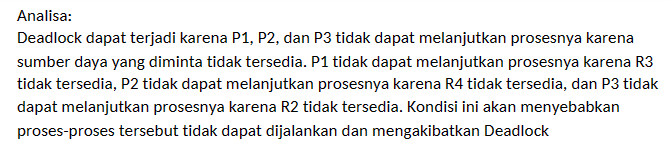 Analisa:
Deadlock dapat terjadi karena P1, P2, dan P3 tidak dapat melanjutkan prosesnya karena
sumber daya yang diminta tidak tersedia. P1 tidak dapat melanjutkan prosesnya karena R3
tidak tersedia, P2 tidak dapat melanjutkan prosesnya karena R4 tidak tersedia, dan P3 tidak
dapat melanjutkan prosesnya karena R2 tidak tersedia. Kondisi ini akan menyebabkan
proses-proses tersebut tidak dapat dijalankan dan mengakibatkan Deadlock